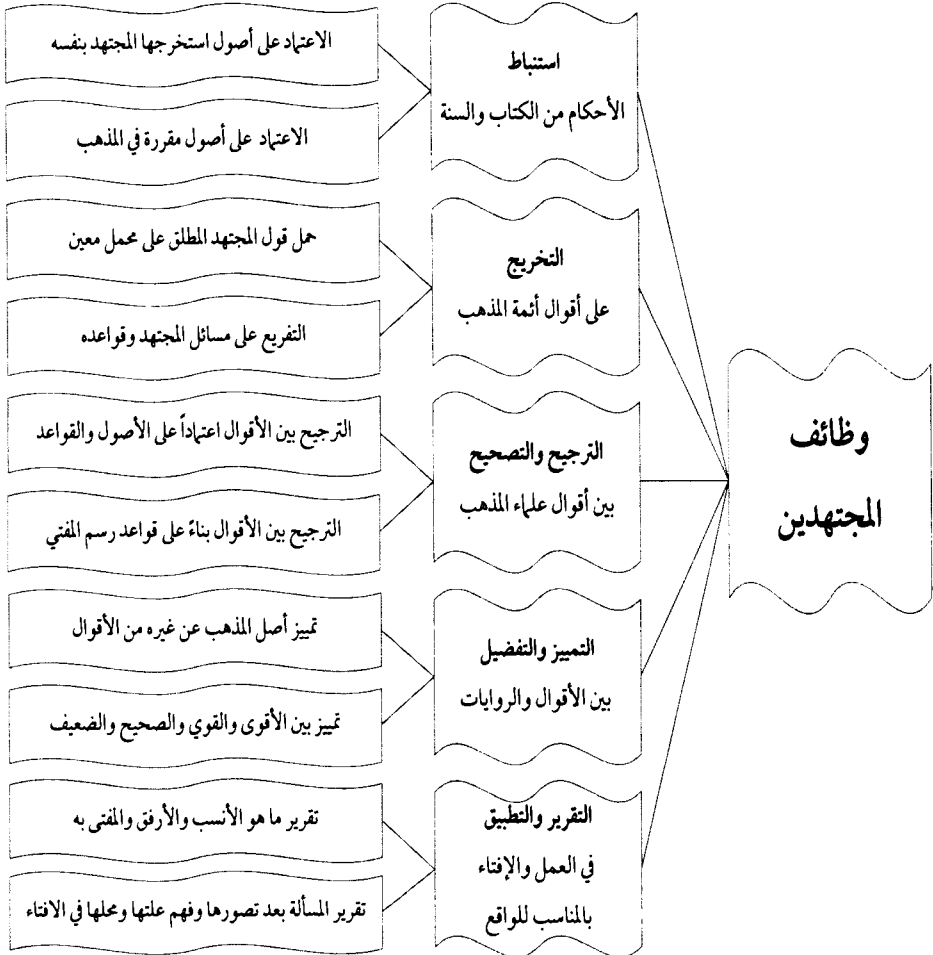 وظائف
المجتهدين
استنباط
الأحكام من الكتاب والسنة
الاعتماد على أصول استخرجها المجتهد بنفسه
الاعتماد على أصول مقررة في المذهب
التخريج
على أقوال أئمة المذهب
حمل قول المجتهد المطلق على محمل معين
التفريع على مسائل المجتهد وقواعده
الترجيح والتصحيح
بين أقوال علماء المذهب
الترجيح بين الأقوال اعتماداً على الأصول والقواعد
الترجيح بين الأقوال بناءً على قواعد رسم المفتي
التمييز والتفضيل
بين الأقوال والروايات
تمييز أصل المذهب عن غيره من الأقوال
تمييز بين الأقوى والقوي والصحيح والضعيف
التقرير والتطبيق
في العمل والإفتاء
بالمناسب للواقع
تقرير ما هو الأنسب والأرفق والمفتى به
تقرير المسألة بعد تصورها وفهم علتها ومحلها في الافتاء